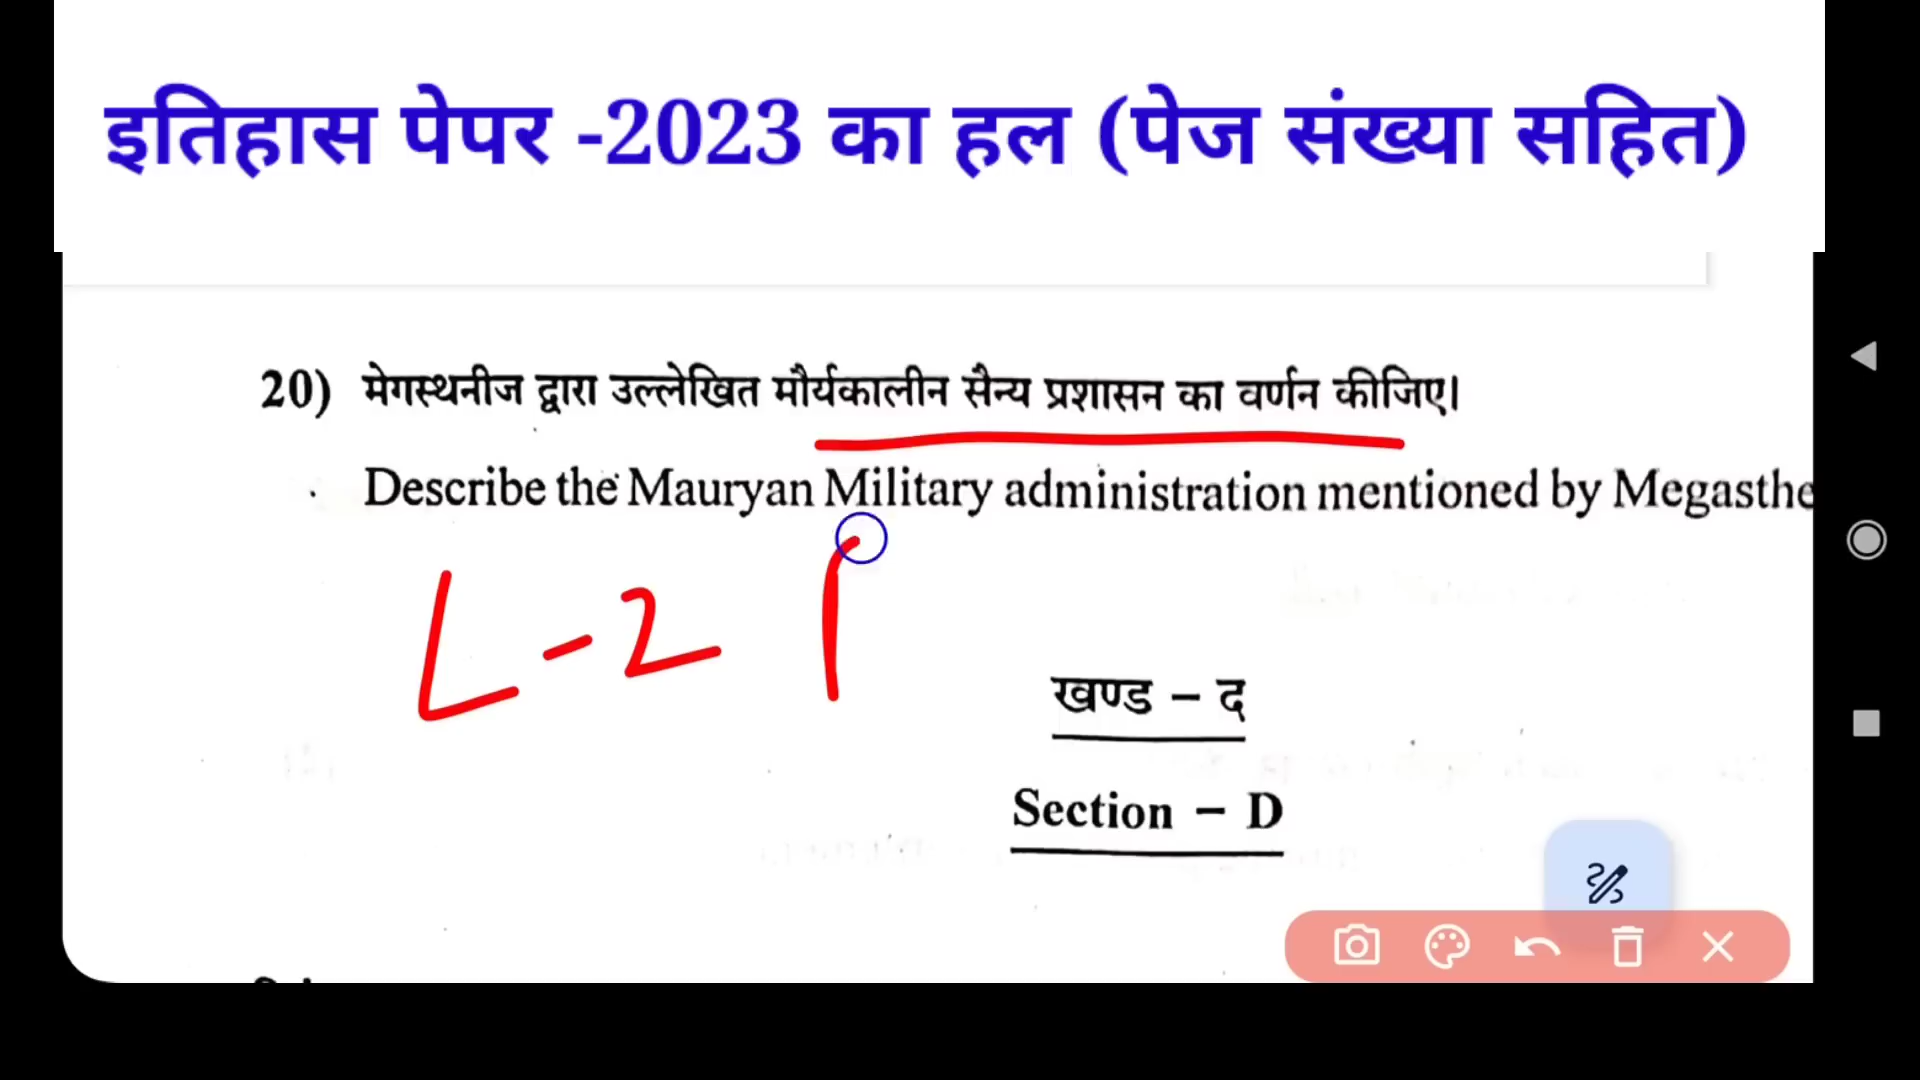 इतिहास पेपर -2023 का हल (पेज संख्या सहित)
20) मेगस्थनीज द्वारा उल्लेखित मौर्यकालीन सैन्य प्रशासन का वर्णन कीजिए।
Describe the Mauryan Military administration mentioned by Megasthe
L-2
खण्ड – द
Section – D